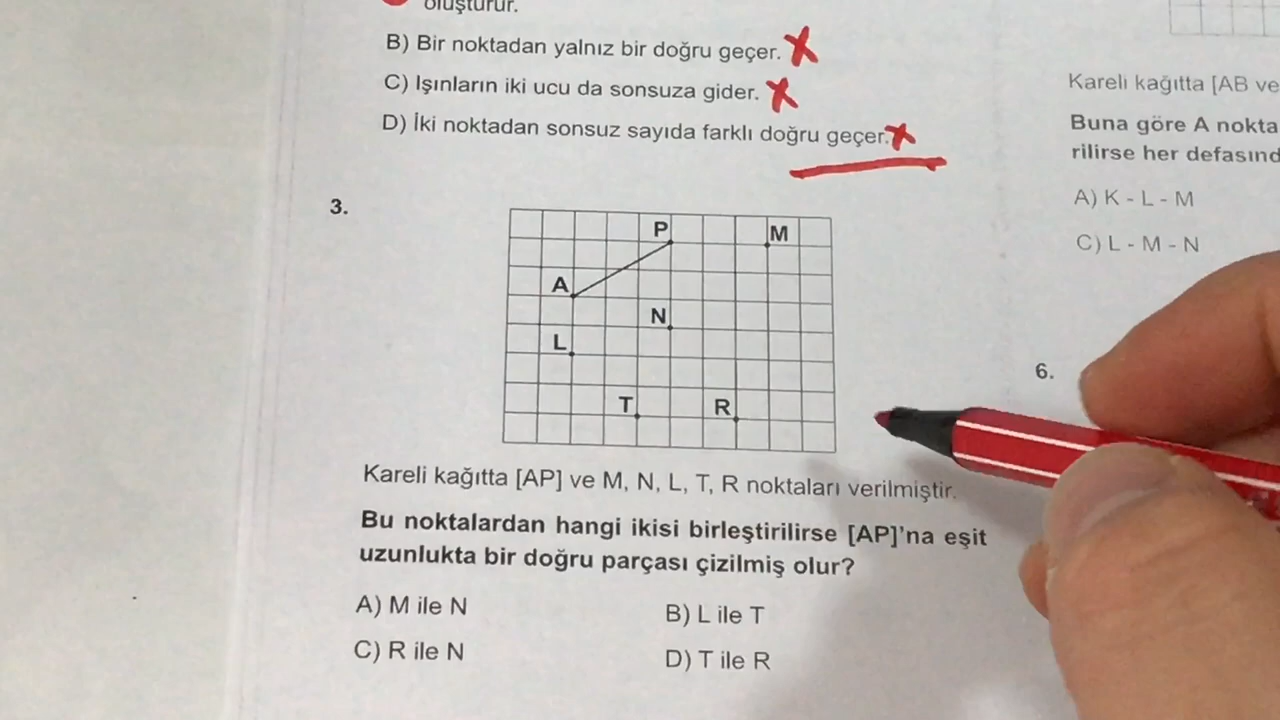 oluşturur.
B) Bir noktadan yalnız bir doğru geçer.
C) Işınların iki ucu da sonsuza gider.
D) İki noktadan sonsuz sayıda farklı doğru geçer.
3.
P
M
A
N
L
T
R
Kareli kağıtta [AP] ve M, N, L, T, R noktaları verilmiştir.
Bu noktalardan hangi ikisi birleştirilirse [AP]'na eşit
uzunlukta bir doğru parçası çizilmiş olur?
A) M ile N
B) L ile T
C) R ile N
D) T ile R
Kareli kağıtta [AB ve
Buna göre A nokta
rilirse her defasınd
A) K - L - M
C) L - M - N
6.